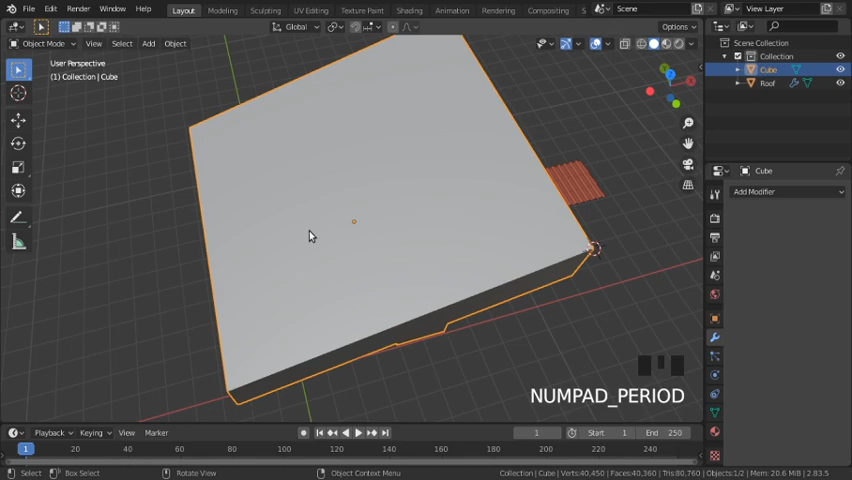 File Edit Render Window Help Layout Modeling Sculpting UV Editing Texture Paint Shading Animation Rendering Compositing Scene View Layer
Global Options
Object Mode View Select Add Object
User Perspective
(1) Collection | Cube
Scene Collection
Collection
Cube
Roof
Cube
Add Modifier
NUMPAD_PERIOD
Playback Keying View Marker 1 Start 1 End 250
1 20 40 60 80 100 120 140 160 180 200 220 240
Select Box Select Rotate View Object Context Menu Collection | Cube | Verts:40,450 | Faces:40,360 | Tris:80,760 | Objects:1/2 | Mem: 20.6 MiB | 2.83.5